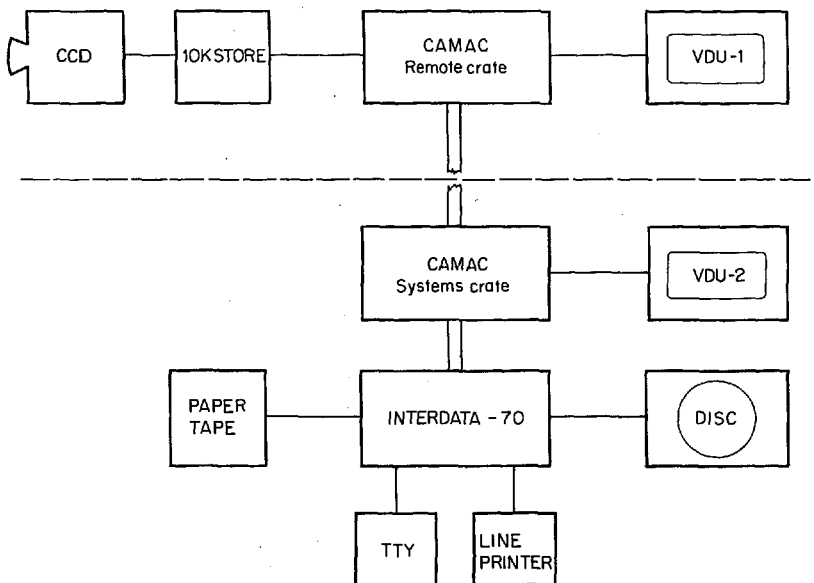 CCD
10K STORE
CAMAC
Remote crate
VDU-1
CAMAC
Systems crate
VDU-2
PAPER
TAPE
INTERDATA - 70
DISC
TTY
LINE
PRINTER